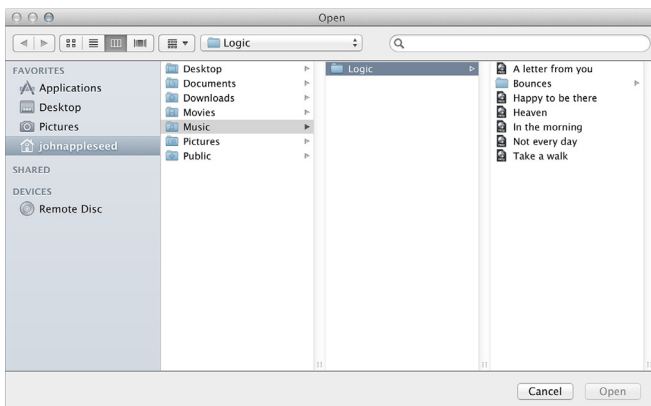 Open
Logic
FAVORITES
Applications
Desktop
Pictures
johnappleseed
SHARED
DEVICES
Remote Disc
Desktop
Documents
Downloads
Movies
Music
Pictures
Public
Logic
A letter from you
Bounces
Happy to be there
Heaven
In the morning
Not every day
Take a walk
Cancel
Open